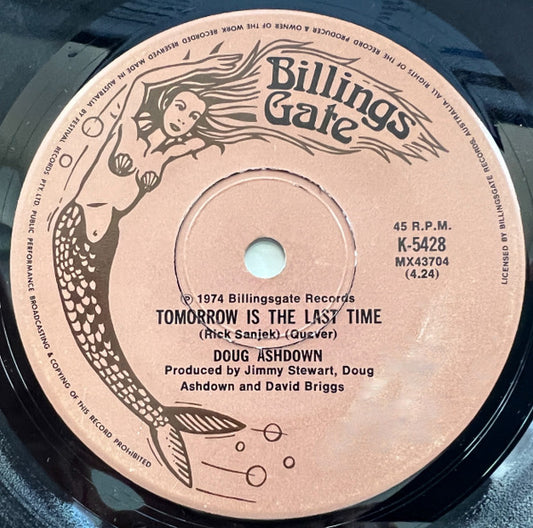 ALL RIGHTS OF THE RECORD PRODUCER & OWNER OF THE WORK RECORDED RESERVED MADE IN AUSTRALIA BY FESTIVAL RECORDS PTY. LTD. PUBLIC PERFORMANCE BROADCASTING & COPYING OF THIS RECORD PROHIBITED
LICENSED BY BILLINGSGATE RECORDS, AUSTRALIA
Billings
Gate
45 R.P.M.
K-5428
MX43704
(4.24)
℗ 1974 Billingsgate Records
TOMORROW IS THE LAST TIME
(Rick Sanjek) (Quaver)
DOUG ASHDOWN
Produced by Jimmy Stewart, Doug
Ashdown and David Briggs